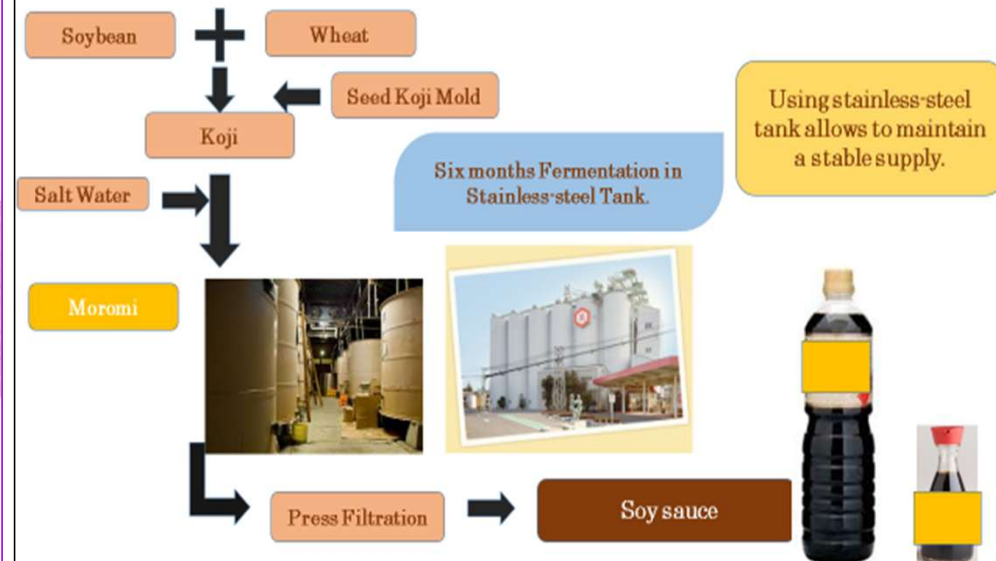 Soybean
Wheat
Seed Koji Mold
Koji
Salt Water
Six months Fermentation in
Stainless-steel Tank.
Using stainless-steel
tank allows to maintain
a stable supply.
Moromi
Press Filtration
Soy sauce